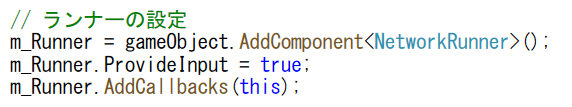 // ランナーの設定
m_Runner = gameObject.AddComponent<NetworkRunner>();
m_Runner.ProvideInput = true;
m_Runner.AddCallbacks(this);